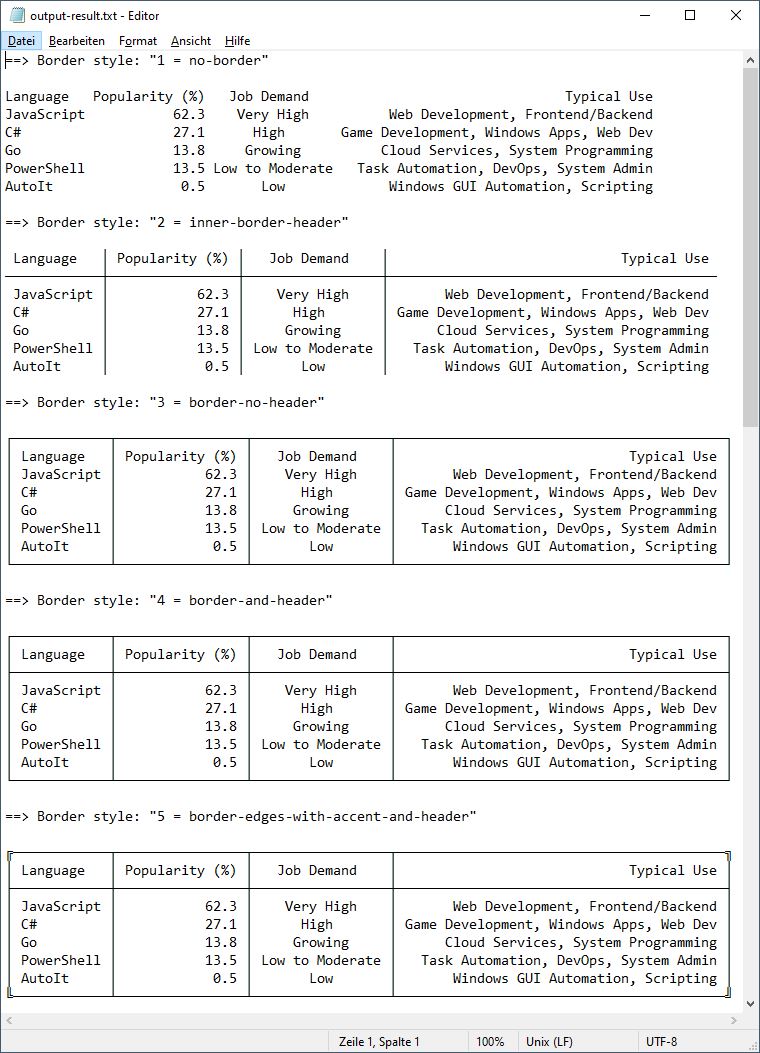 output-result.txt - Editor
Datei Bearbeiten Format Ansicht Hilfe
==> Border style: "1 = no-border"
Language Popularity (%) Job Demand Typical Use
JavaScript 62.3 Very High Web Development, Frontend/Backend
C# 27.1 High Game Development, Windows Apps, Web Dev
Go 13.8 Growing Cloud Services, System Programming
PowerShell 13.5 Low to Moderate Task Automation, DevOps, System Admin
AutoIt 0.5 Low Windows GUI Automation, Scripting
==> Border style: "2 = inner-border-header"
Language Popularity (%) Job Demand Typical Use
JavaScript 62.3 Very High Web Development, Frontend/Backend
C# 27.1 High Game Development, Windows Apps, Web Dev
Go 13.8 Growing Cloud Services, System Programming
PowerShell 13.5 Low to Moderate Task Automation, DevOps, System Admin
AutoIt 0.5 Low Windows GUI Automation, Scripting
==> Border style: "3 = border-no-header"
Language Popularity (%) Job Demand Typical Use
JavaScript 62.3 Very High Web Development, Frontend/Backend
C# 27.1 High Game Development, Windows Apps, Web Dev
Go 13.8 Growing Cloud Services, System Programming
PowerShell 13.5 Low to Moderate Task Automation, DevOps, System Admin
AutoIt 0.5 Low Windows GUI Automation, Scripting
==> Border style: "4 = border-and-header"
Language Popularity (%) Job Demand Typical Use
JavaScript 62.3 Very High Web Development, Frontend/Backend
C# 27.1 High Game Development, Windows Apps, Web Dev
Go 13.8 Growing Cloud Services, System Programming
PowerShell 13.5 Low to Moderate Task Automation, DevOps, System Admin
AutoIt 0.5 Low Windows GUI Automation, Scripting
==> Border style: "5 = border-edges-with-accent-and-header"
Language Popularity (%) Job Demand Typical Use
JavaScript 62.3 Very High Web Development, Frontend/Backend
C# 27.1 High Game Development, Windows Apps, Web Dev
Go 13.8 Growing Cloud Services, System Programming
PowerShell 13.5 Low to Moderate Task Automation, DevOps, System Admin
AutoIt 0.5 Low Windows GUI Automation, Scripting
Zeile 1, Spalte 1 100% Unix (LF) UTF-8